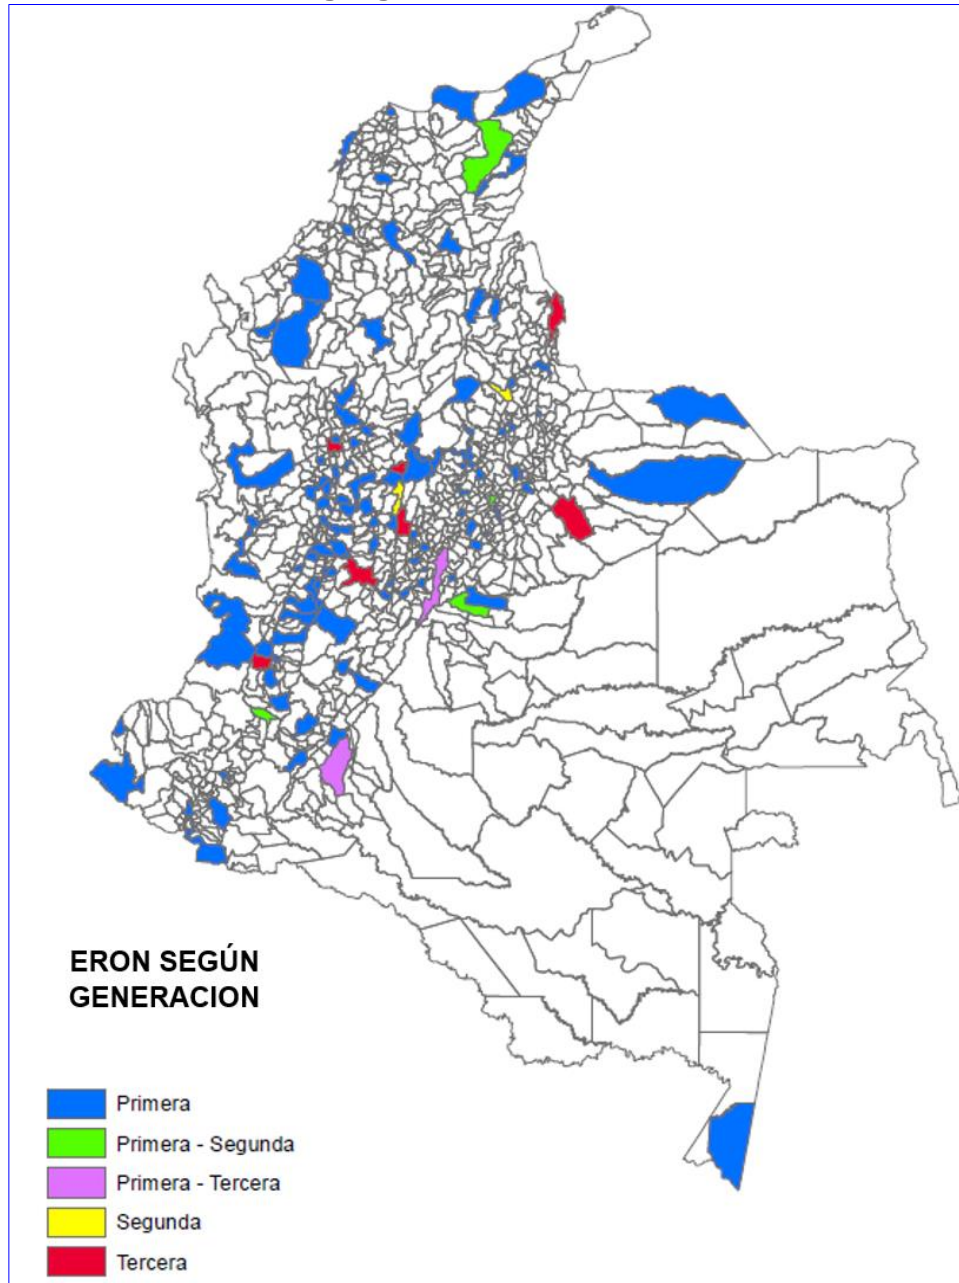 ERON SEGÚN
GENERACION
Primera
Primera - Segunda
Primera - Tercera
Segunda
Tercera